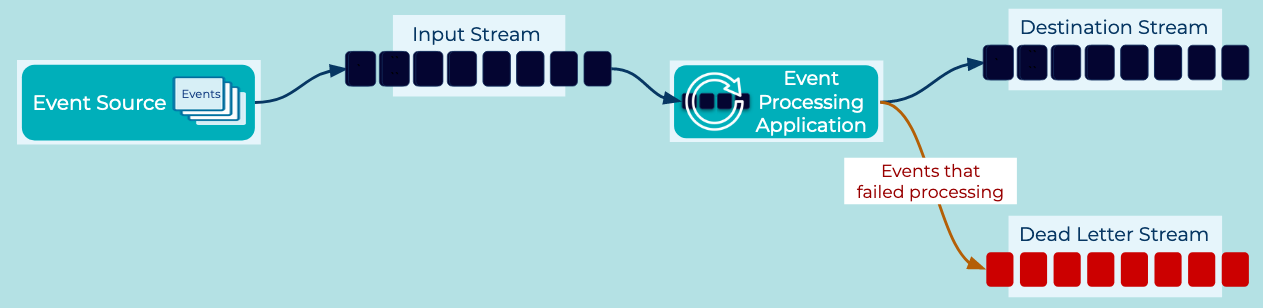 Event Source
Events
Input Stream
Event
Processing
Application
Destination Stream
Events that
failed processing
Dead Letter Stream